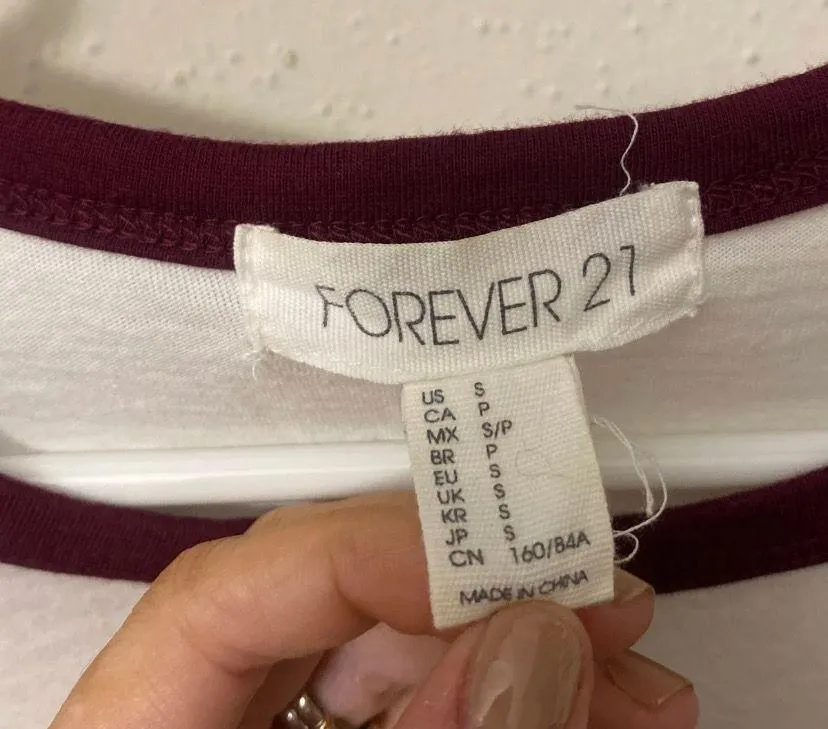 FOREVER 21
US S
CA P
MX S/P
BR P
EU S
UK S
KR S
JP S
CN 160/84A
MADE IN CHINA